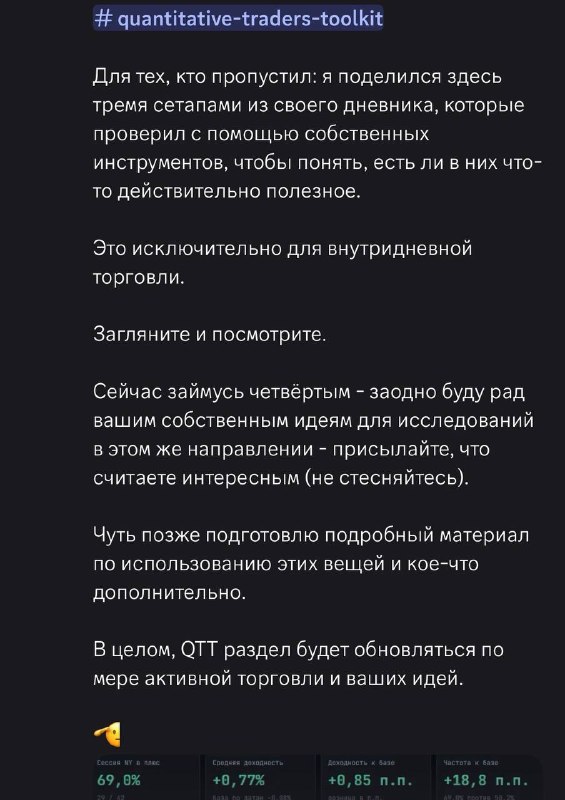 # quantitative-traders-toolkit
Для тех, кто пропустил: я поделился здесь
тремя сетапами из своего дневника, которые
проверил с помощью собственных
инструментов, чтобы понять, есть ли в них что-
то действительно полезное.
Это исключительно для внутридневной
торговли.
Загляните и посмотрите.
Сейчас займусь четвёртым - заодно буду рад
вашим собственным идеям для исследований
в этом же направлении - присылайте, что
считаете интересным (не стесняйтесь).
Чуть позже подготовлю подробный материал
по использованию этих вещей и кое-что
дополнительно.
В целом, QTT раздел будет обновляться по
мере активной торговли и ваших идей.
Сессия NY в плюс Средняя доходность Доходность к базе Частота к базе
69,0% +0,77% +0,85 п.п. +18,8 п.п.